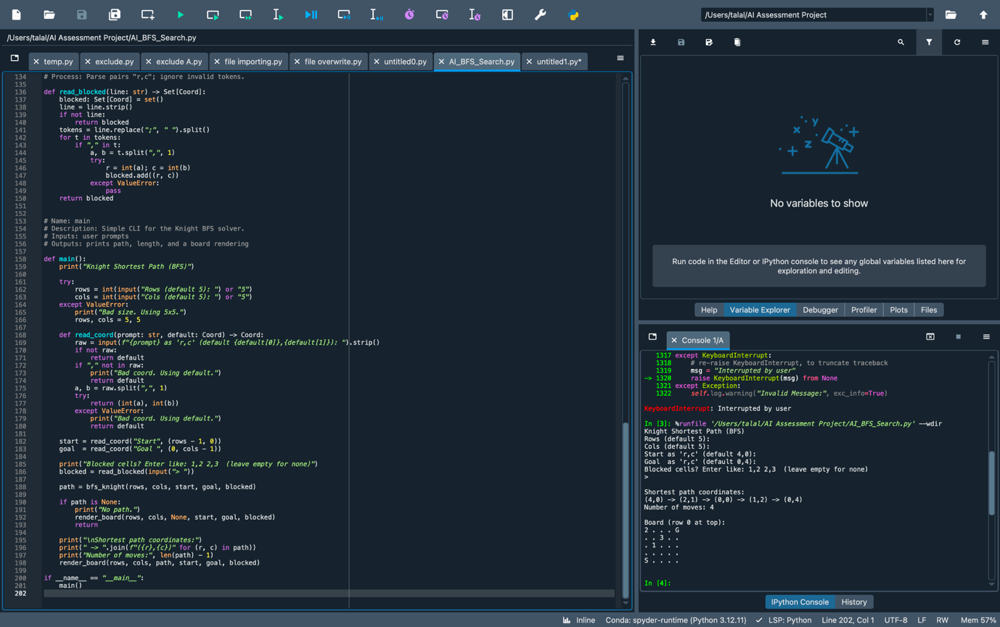 /Users/talal/AI Assessment Project
/Users/talal/AI Assessment Project/AI_BFS_Search.py
temp.py
exclude.py
exclude A.py
file importing.py
file overwrite.py
untitled0.py
AI_BFS_Search.py
untitled1.py*
134 # Process: Parse pairs "r,c"; ignore invalid tokens.
135
136 def read_blocked(line: str) -> Set[Coord]:
137     blocked: Set[Coord] = set()
138     line = line.strip()
139     if not line:
140         return blocked
141     tokens = line.replace(";", " ").split()
142     for t in tokens:
143         if "," in t:
144             a, b = t.split(",", 1)
145             try:
146                 r = int(a); c = int(b)
147                 blocked.add((r, c))
148             except ValueError:
149                 pass
150     return blocked
151
152
153 # Name: main
154 # Description: Simple CLI for the Knight BFS solver.
155 # Inputs: user prompts
156 # Outputs: prints path, length, and a board rendering
157
158 def main():
159     print("Knight Shortest Path (BFS)")
160
161     try:
162         rows = int(input("Rows (default 5): ") or "5")
163         cols = int(input("Cols (default 5): ") or "5")
164     except ValueError:
165         print("Bad size. Using 5x5.")
166         rows, cols = 5, 5
167
168     def read_coord(prompt: str, default: Coord) -> Coord:
169         raw = input(f"{prompt} as 'r,c' (default {default[0]},{default[1]}): ").strip()
170         if not raw:
171             return default
172         if "," not in raw:
173             print("Bad coord. Using default.")
174             return default
175         a, b = raw.split(",", 1)
176         try:
177             return (int(a), int(b))
178         except ValueError:
179             print("Bad coord. Using default.")
180             return default
181
182     start = read_coord("Start", (rows - 1, 0))
183     goal  = read_coord("Goal ", (0, cols - 1))
184
185     print("Blocked cells? Enter like: 1,2 2,3  (leave empty for none)")
186     blocked = read_blocked(input("> "))
187
188     path = bfs_knight(rows, cols, start, goal, blocked)
189
190     if path is None:
191         print("No path.")
192         render_board(rows, cols, None, start, goal, blocked)
193         return
194
195     print("\nShortest path coordinates:")
196     print(" -> ".join(f"({r},{c})" for (r, c) in path))
197     print("Number of moves:", len(path) - 1)
198     render_board(rows, cols, path, start, goal, blocked)
199
200 if __name__ == "__main__":
201     main()
202
x y z
No variables to show
Run code in the Editor or IPython console to see any global variables listed here for
exploration and editing.
Help
Variable Explorer
Debugger
Profiler
Plots
Files
Console 1/A
1317 except KeyboardInterrupt:
1318     # re-raise KeyboardInterrupt, to truncate traceback
1319     msg = "Interrupted by user"
-> 1320     raise KeyboardInterrupt(msg) from None
1321 except Exception:
1322     self.log.warning("Invalid Message:", exc_info=True)
KeyboardInterrupt: Interrupted by user
In [3]: %runfile '/Users/talal/AI Assessment Project/AI_BFS_Search.py' --wdir
Knight Shortest Path (BFS)
Rows (default 5):
Cols (default 5):
Start as 'r,c' (default 4,0):
Goal  as 'r,c' (default 0,4):
Blocked cells? Enter like: 1,2 2,3  (leave empty for none)
>
Shortest path coordinates:
(4,0) -> (2,1) -> (0,0) -> (1,2) -> (0,4)
Number of moves: 4
Board (row 0 at top):
2 . . . G
. . 3 . .
. 1 . . .
. . . . .
S . . . .
In [4]:
IPython Console
History
Inline
Conda: spyder-runtime (Python 3.12.11)
LSP: Python
Line 202, Col 1
UTF-8
LF
RW
Mem 57%